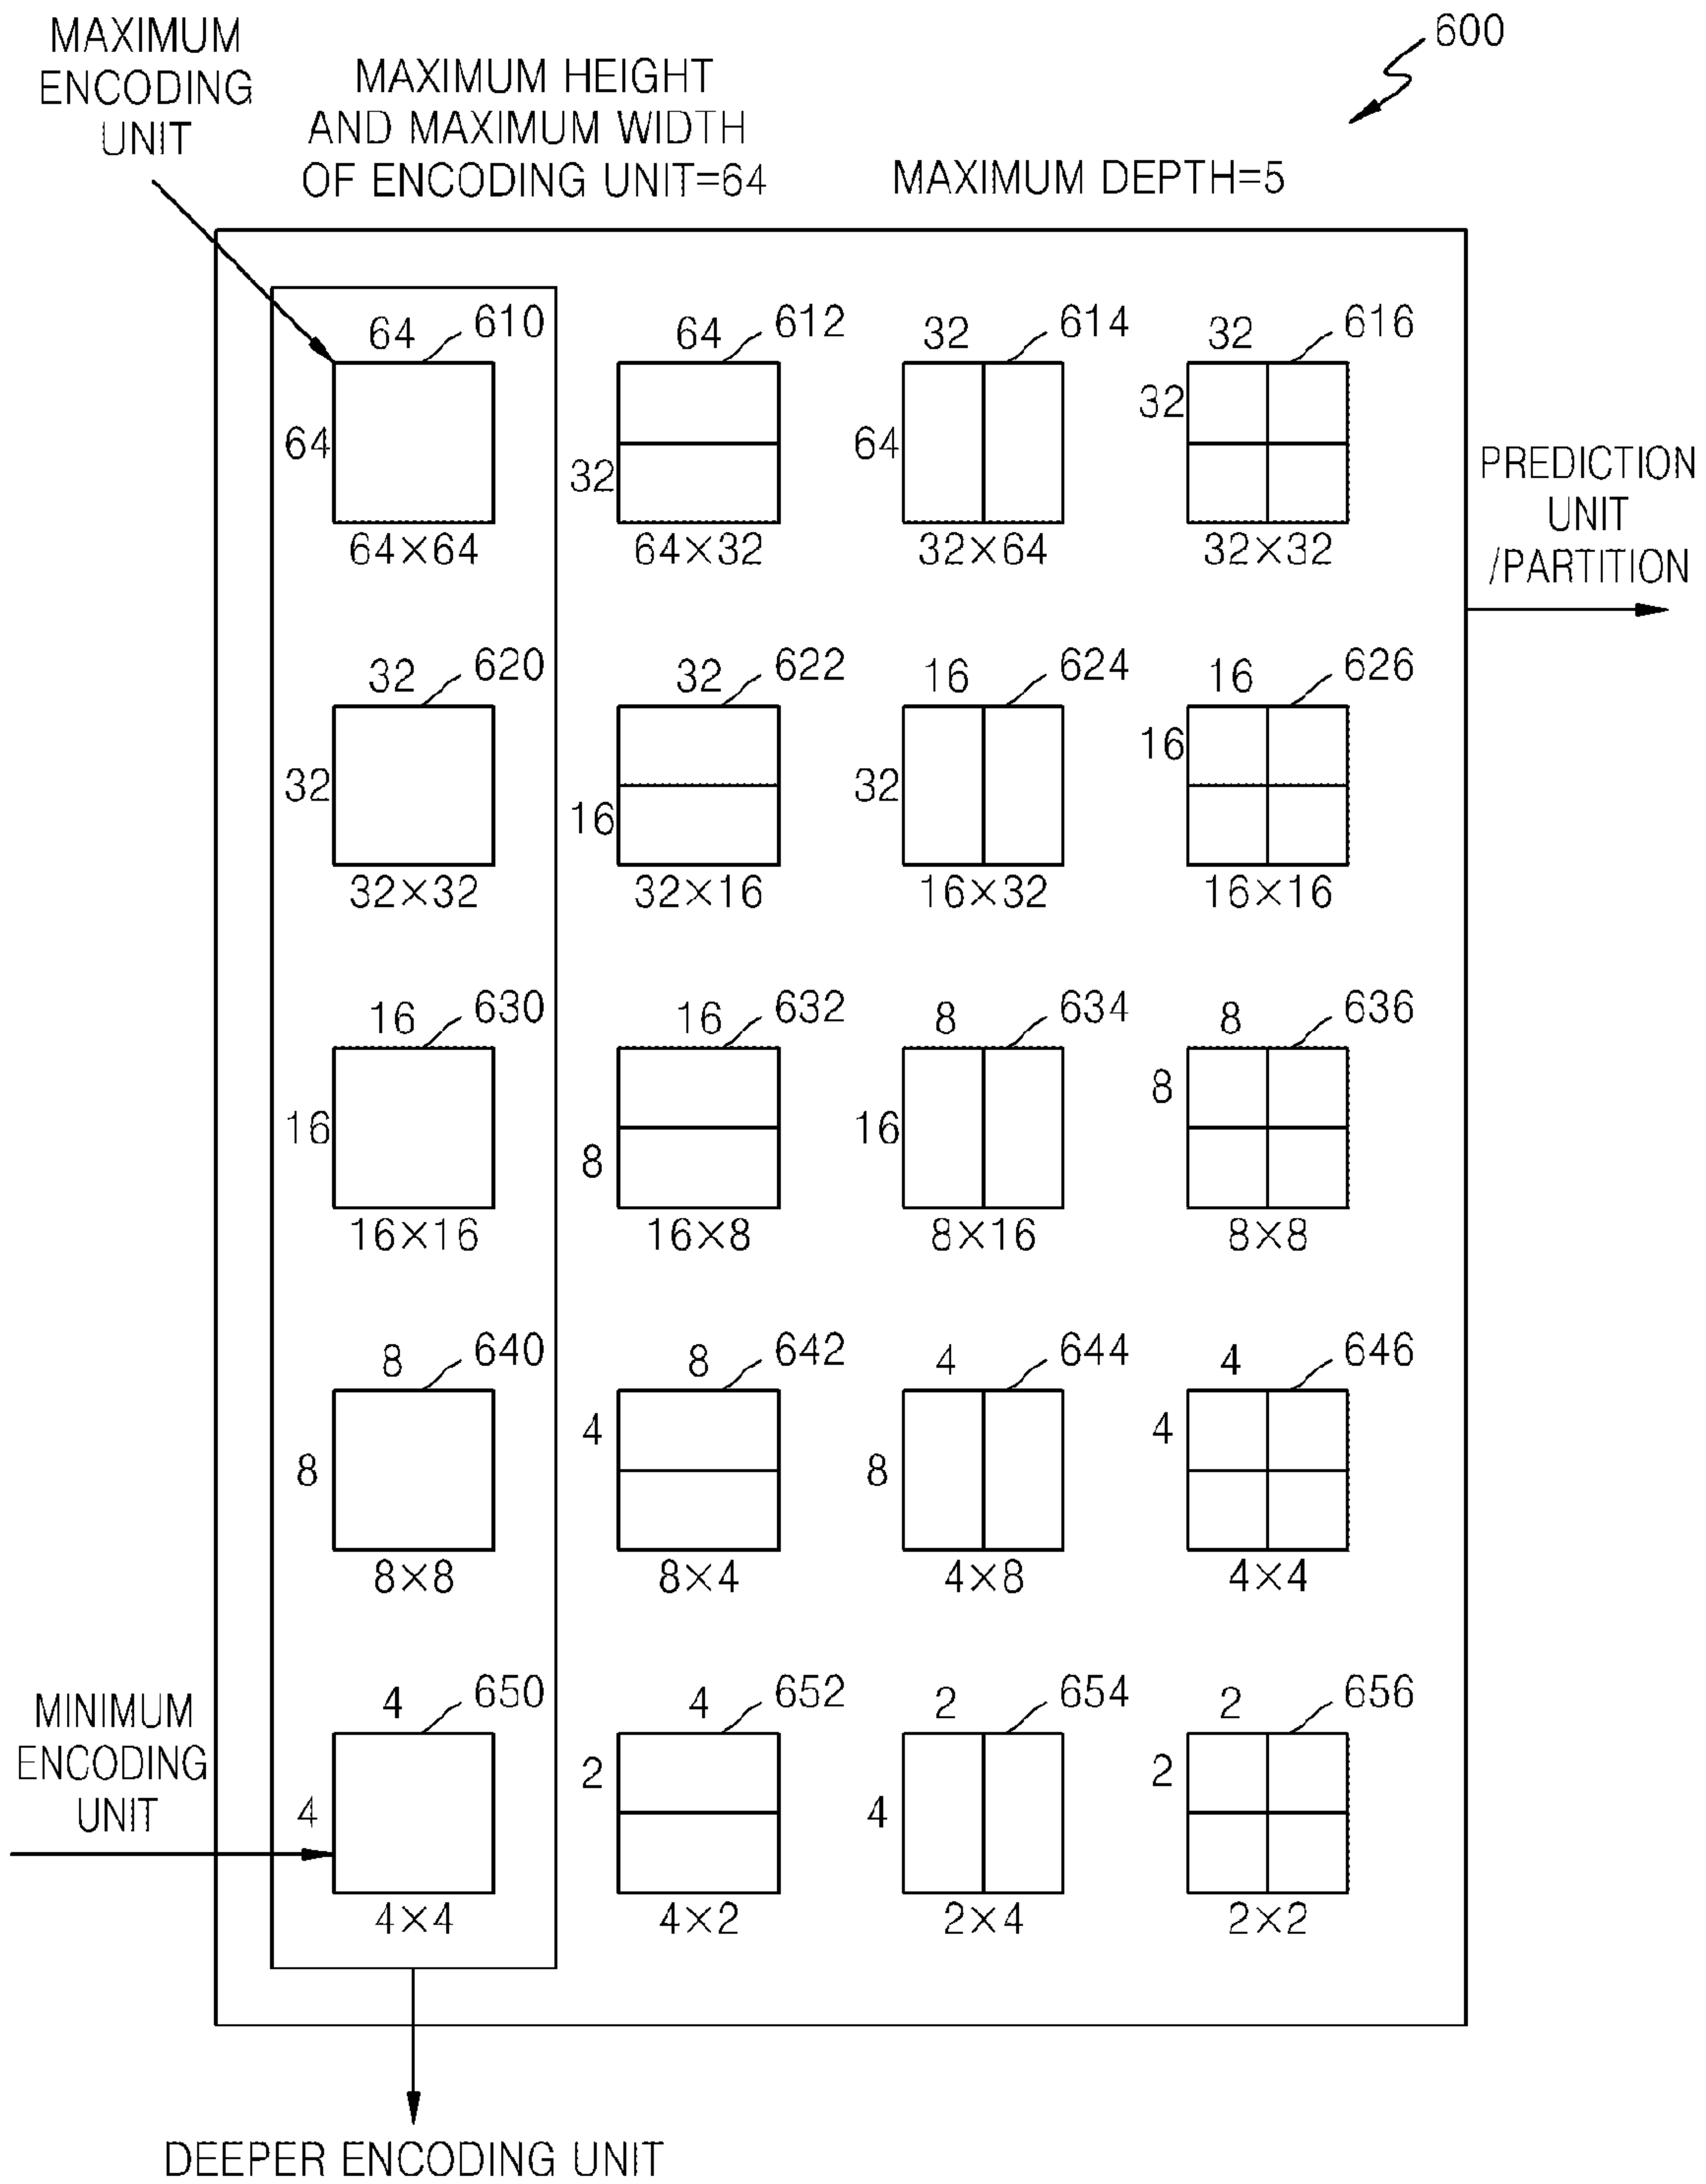 600
MAXIMUM
ENCODING
UNIT
MAXIMUM HEIGHT
AND MAXIMUM WIDTH
OF ENCODING UNIT=64
MAXIMUM DEPTH=5
64 610 64 612 32 614 32 616
64 32 64 32
64×64 64×32 32×64 32×32
PREDICTION
UNIT
/PARTITION
32 620 32 622 16 624 16 626
32 16 32 16
32×32 32×16 16×32 16×16
16 630 16 632 8 634 8 636
16 8 16 8
16×16 16×8 8×16 8×8
8 640 8 642 4 644 4 646
8 4 8 4
8×8 8×4 4×8 4×4
MINIMUM
ENCODING
UNIT
4 650 4 652 2 654 2 656
4 2 4 2
4×4 4×2 2×4 2×2
DEEPER ENCODING UNIT